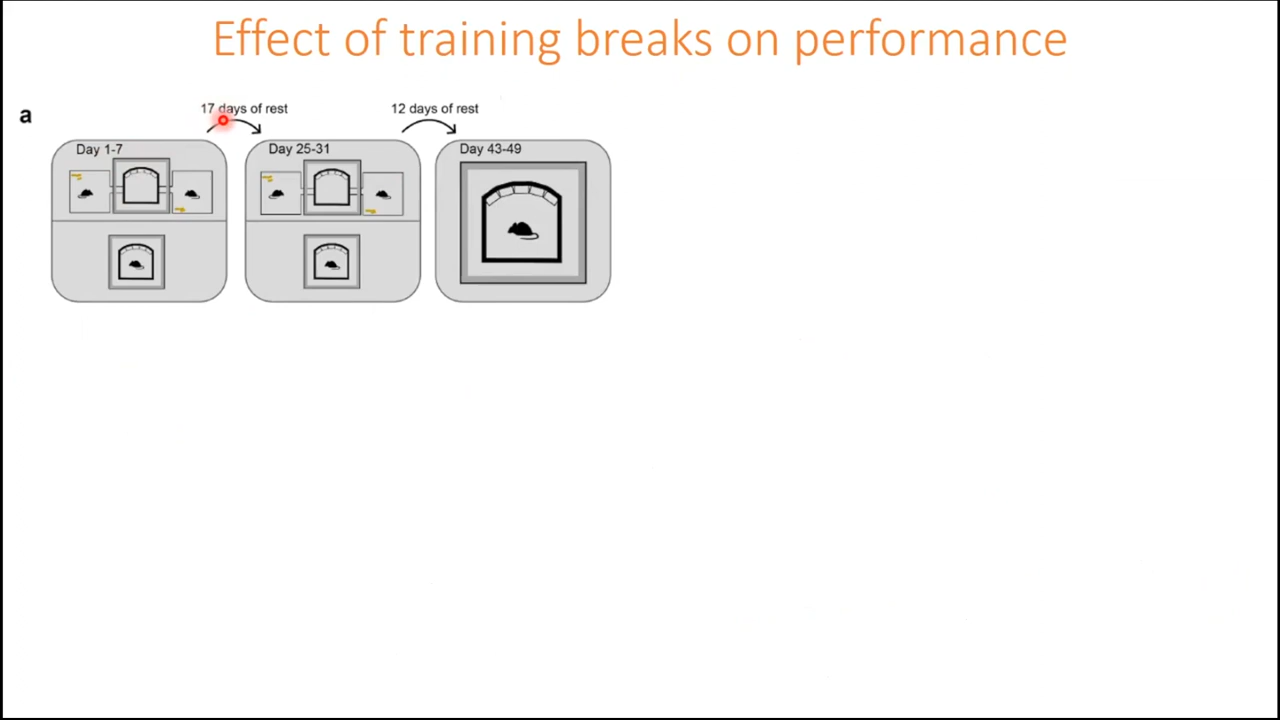 Effect of training breaks on performance
a
17 days of rest
12 days of rest
Day 1-7
Day 25-31
Day 43-49